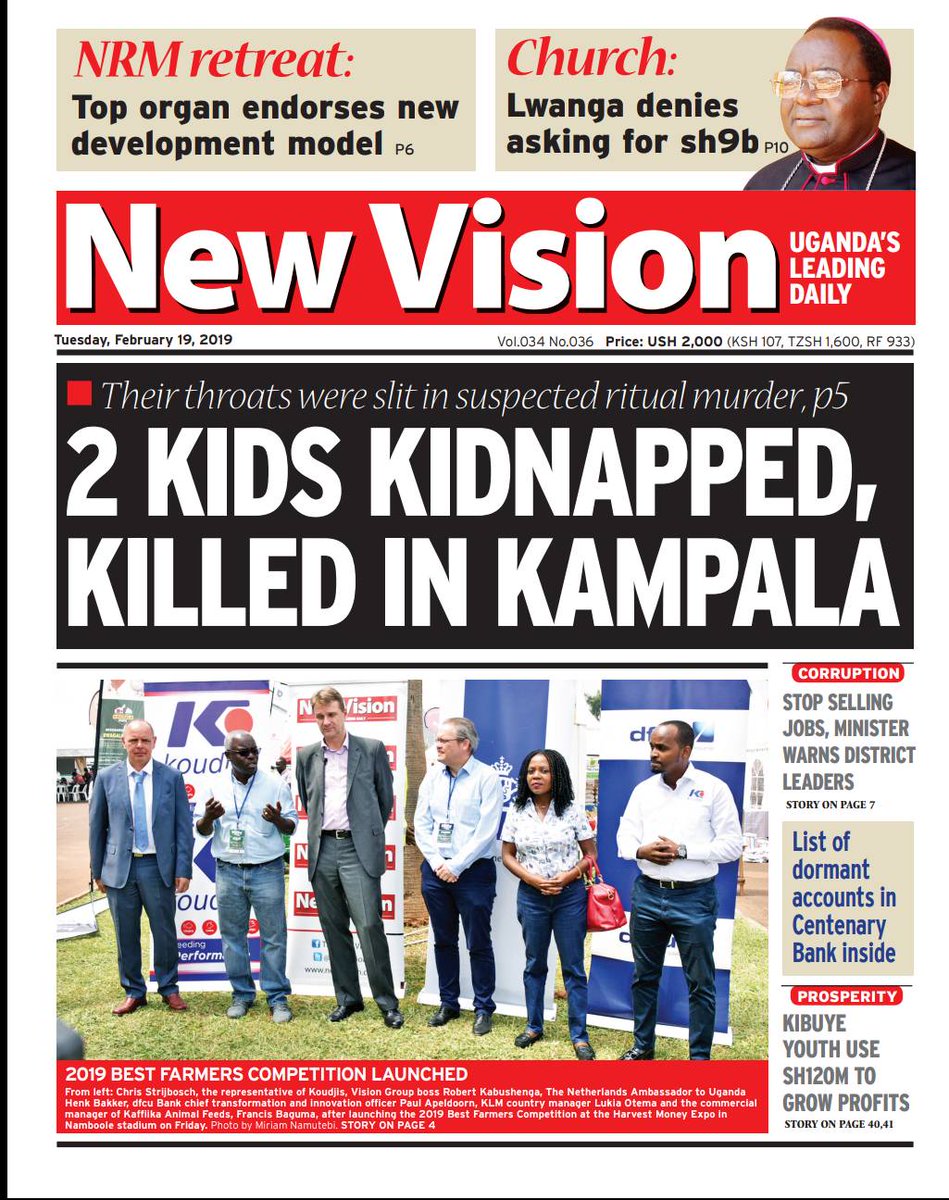 NRM retreat:
Top organ endorses new
development model P6
Church:
Lwanga denies
asking for sh9b P10
New Vision
UGANDA'S
LEADING
DAILY
Tuesday, February 19, 2019
Vol.034 No.036 Price: USH 2,000 (KSH 107, TZSH 1,600, RF 933)
Their throats were slit in suspected ritual murder, p5
2 KIDS KIDNAPPED,
KILLED IN KAMPALA
K
koudi
New Vision
dfc
2019 BEST FARMERS COMPETITION LAUNCHED
From left: Chris Strijbosch, the representative of Koudjis, Vision Group boss Robert Kabushenga, The Netherlands Ambassador to Uganda
Henk Bakker, dfcu Bank chief transformation and innovation officer Paul Apeldoorn, KLM country manager Lukia Otema and the commercial
manager of Kafflika Animal Feeds, Francis Baguma, after launching the 2019 Best Farmers Competition at the Harvest Money Expo in
Namboole stadium on Friday. Photo by Miriam Namutebi. STORY ON PAGE 4
CORRUPTION
STOP SELLING
JOBS, MINISTER
WARNS DISTRICT
LEADERS
STORY ON PAGE 7
List of
dormant
accounts in
Centenary
Bank inside
PROSPERITY
KIBUYE
YOUTH USE
SH120M TO
GROW PROFITS
STORY ON PAGE 40,41